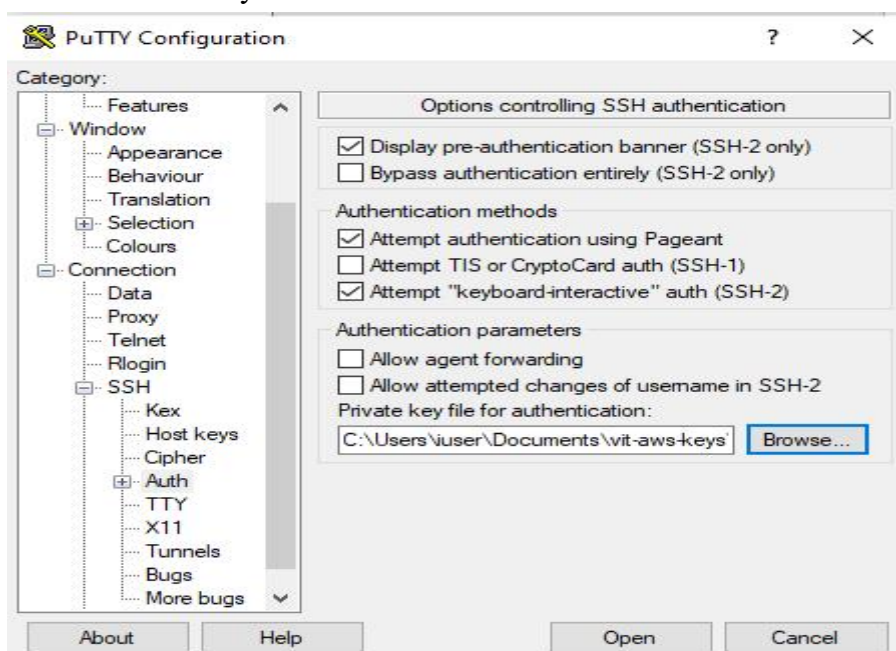 PuTTY Configuration ? ×
Category:
Features
Window
Appearance
Behaviour
Translation
Selection
Colours
Connection
Data
Proxy
Telnet
Rlogin
SSH
Kex
Host keys
Cipher
Auth
TTY
X11
Tunnels
Bugs
More bugs
Options controlling SSH authentication
Display pre-authentication banner (SSH-2 only)
Bypass authentication entirely (SSH-2 only)
Authentication methods
Attempt authentication using Pageant
Attempt TIS or CryptoCard auth (SSH-1)
Attempt "keyboard-interactive" auth (SSH-2)
Authentication parameters
Allow agent forwarding
Allow attempted changes of username in SSH-2
Private key file for authentication:
C:\Users\iuser\Documents\vit-aws-keys\ Browse...
About Help Open Cancel